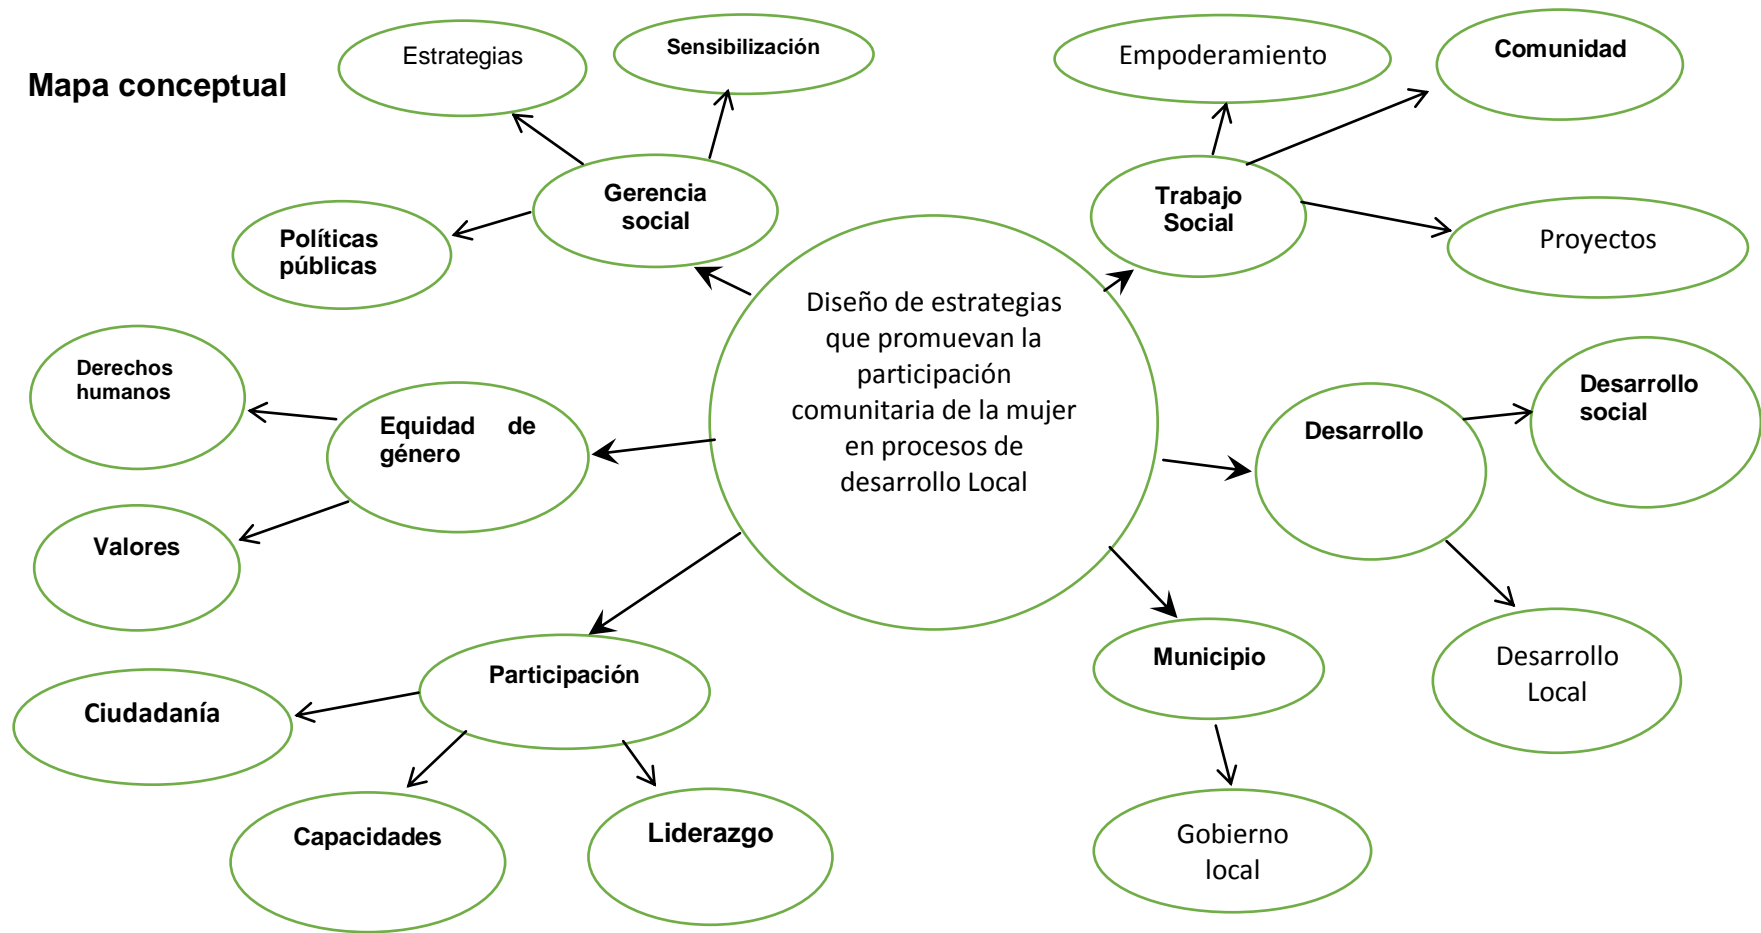 Mapa conceptual
Estrategias
Sensibilización
Empoderamiento
Comunidad
Gerencia
social
Trabajo
Social
Políticas
públicas
Proyectos
Diseño de estrategias
que promuevan la
participación
comunitaria de la mujer
en procesos de
desarrollo Local
Derechos
humanos
Equidad de
género
Desarrollo
Desarrollo
social
Valores
Participación
Municipio
Desarrollo
Local
Ciudadanía
Capacidades
Liderazgo
Gobierno
local